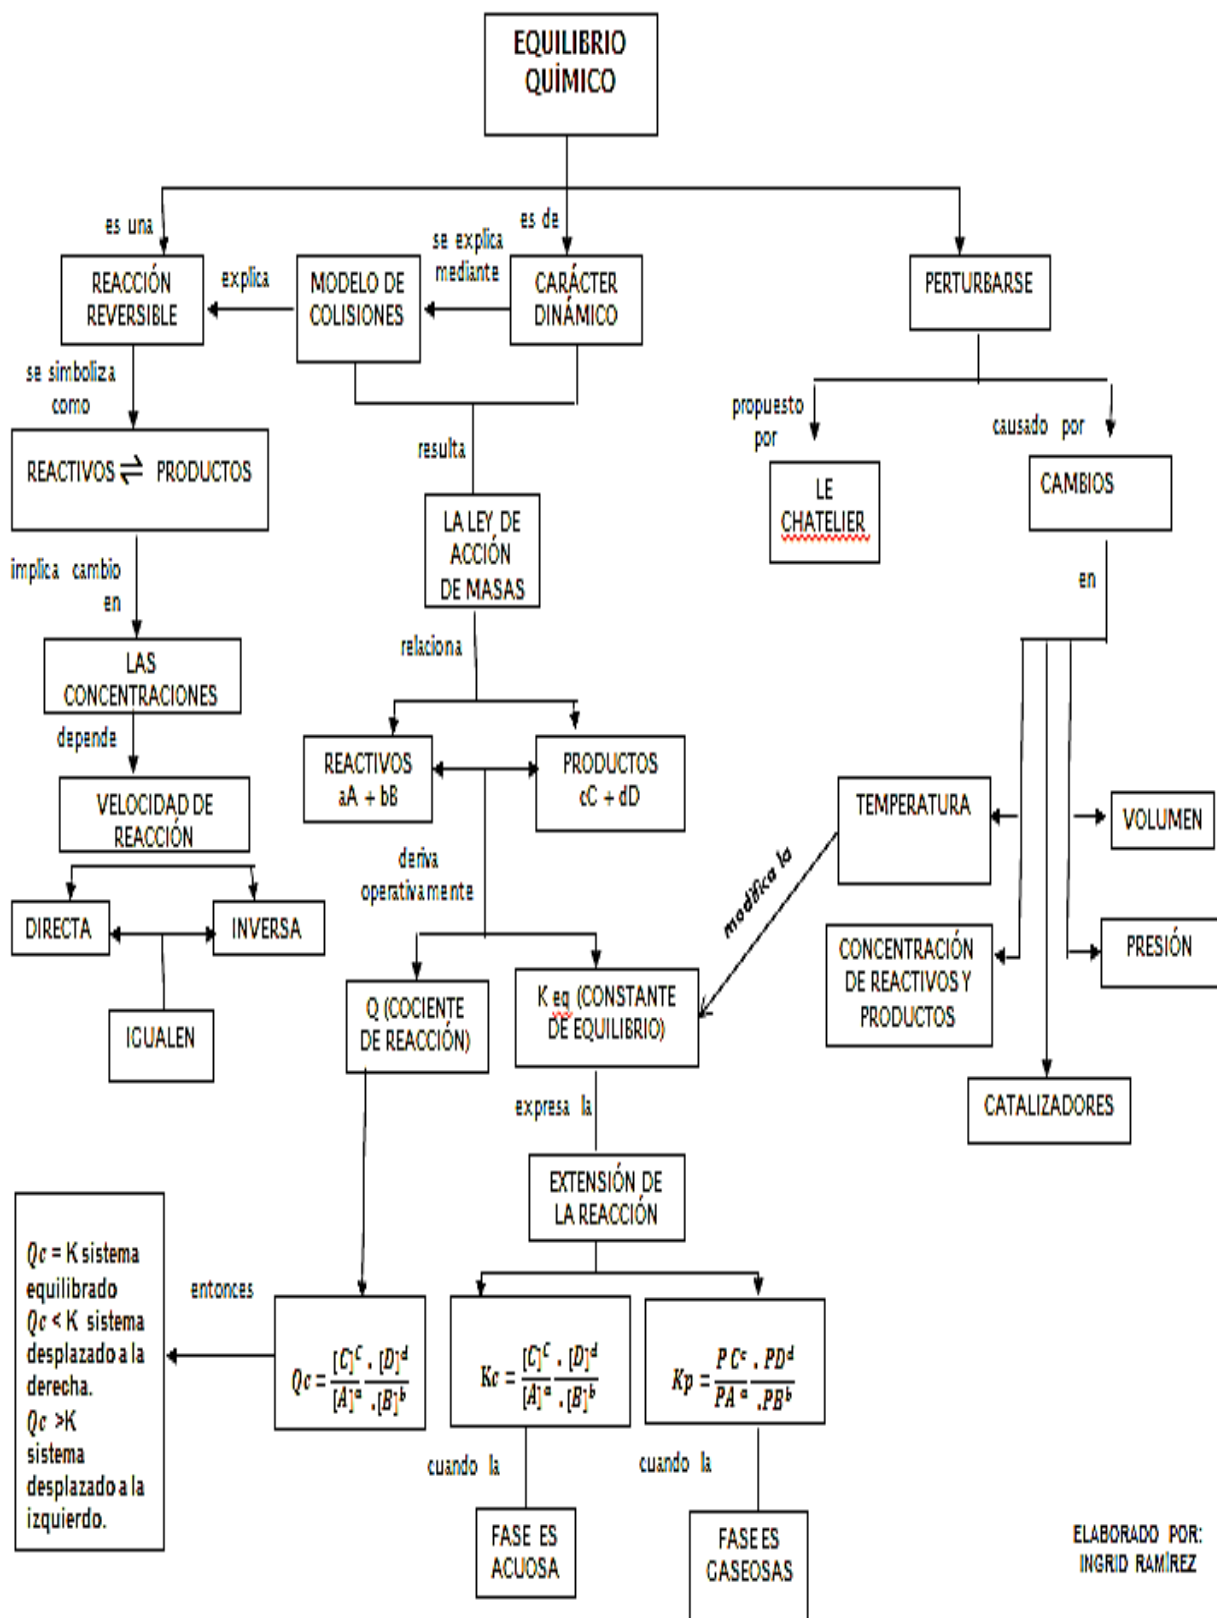 EQUILIBRIO
QUÍMICO
es una
es de
REACCIÓN
REVERSIBLE
explica
MODELO DE
COLISIONES
se explica
mediante
CARÁCTER
DINÁMICO
PERTURBARSE
se simboliza
como
REACTIVOS ⇌ PRODUCTOS
resulta
propuesto
por
causado por
LE
CHATELIER
CAMBIOS
LA LEY DE
ACCIÓN
DE MASAS
implica cambio
en
en
LAS
CONCENTRACIONES
relaciona
depende
REACTIVOS
aA + bB
PRODUCTOS
cC + dD
VELOCIDAD DE
REACCIÓN
TEMPERATURA
VOLUMEN
deriva
operativamente
modifica la
DIRECTA
INVERSA
CONCENTRACIÓN
DE REACTIVOS Y
PRODUCTOS
PRESIÓN
IGUALEN
Q (COCIENTE
DE REACCIÓN)
K eq (CONSTANTE
DE EQUILIBRIO)
CATALIZADORES
expresa la
EXTENSIÓN DE
LA REACCIÓN
Qc = K sistema
equilibrado
Qc < K sistema
desplazado a la
derecha.
Qc >K
sistema
desplazado a la
izquierdo.
entonces
Qc = [C]^C . [D]^d / [A]^a .[B]^b
Kc = [C]^C . [D]^d / [A]^a .[B]^b
Kp = PC^c . PD^d / PA^a .PB^b
cuando la
cuando la
FASE ES
ACUOSA
FASE ES
GASEOSAS
ELABORADO POR:
INGRID RAMÍREZ